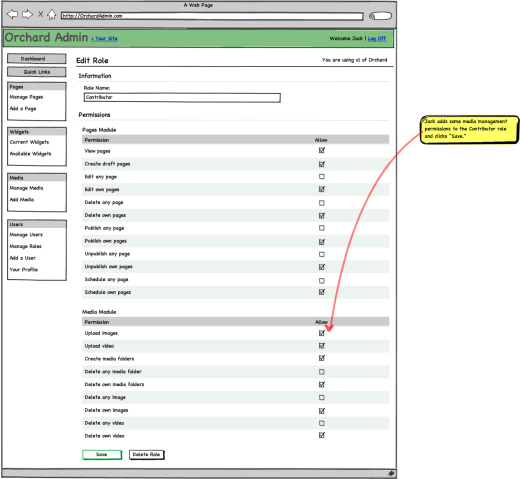 A Web Page
http://OrchardAdmin.com
Orchard Admin < Your Site
Welcome Jack | Log Off
Dashboard
Quick Links
Pages
Manage Pages
Add a Page
Widgets
Current Widgets
Available Widgets
Media
Manage Media
Add Media
Users
Manage Users
Manage Roles
Add a User
Your Profile
Edit Role
You are using v1 of Orchard
Information
Role Name:
Contributor
Permissions
Pages Module
Permission Allow
View pages
Create draft pages
Edit any page
Edit own pages
Delete any page
Delete own pages
Publish any page
Publish own pages
Unpublish any page
Unpublish own pages
Schedule any page
Schedule own pages
Media Module
Permission Allow
Upload images
Upload video
Create media folders
Delete any media folder
Delete own media folders
Delete any image
Delete own images
Delete any video
Delete own video
Save Delete Role
Jack adds some media management
permissions to the Contributor role
and clicks "Save."